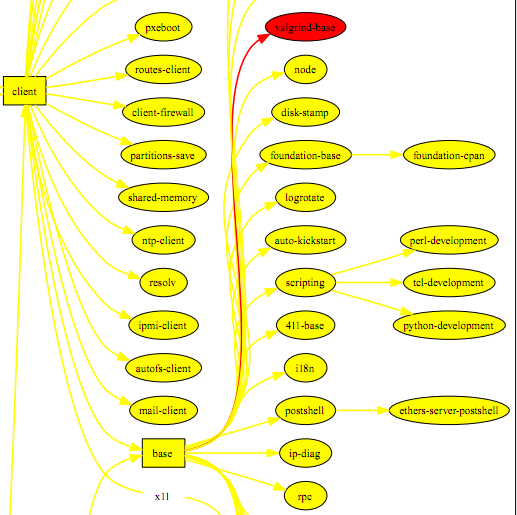 client
pxeboot
routes-client
client-firewall
partitions-save
shared-memory
ntp-client
resolv
ipmi-client
autofs-client
mail-client
base
x11
valgrind-base
node
disk-stamp
foundation-base
foundation-cpan
logrotate
auto-kickstart
scripting
perl-development
tcl-development
python-development
411-base
i18n
postshell
ethers-server-postshell
ip-diag
rpc